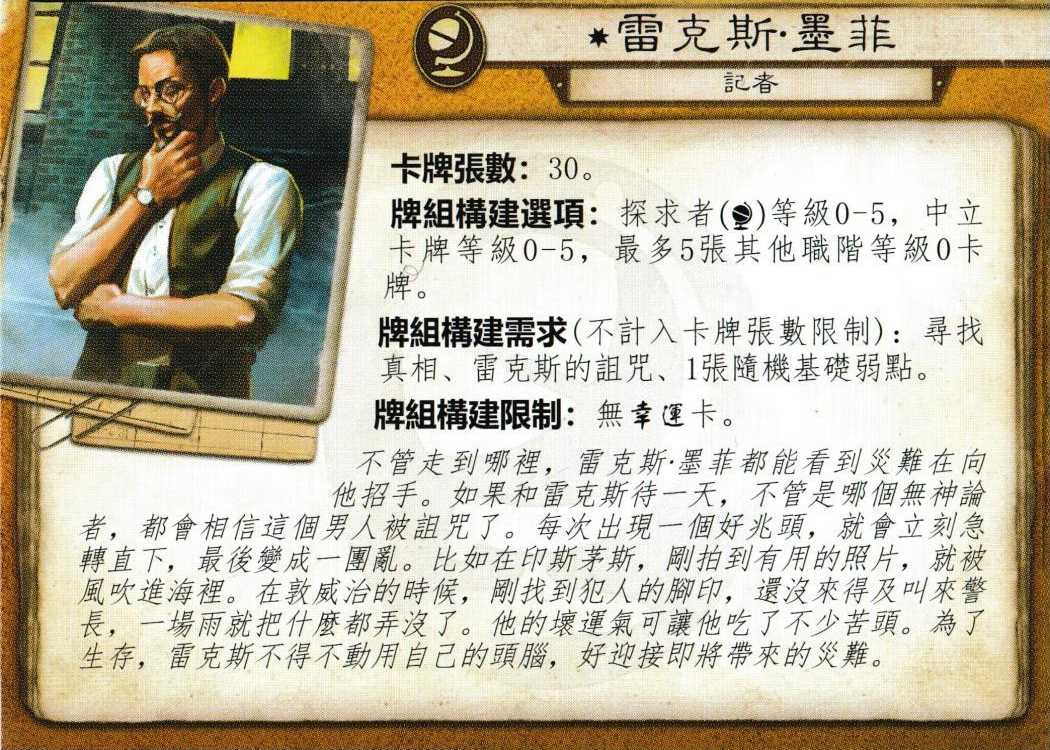 ✷雷克斯·墨菲
記者
卡牌張數：30。
牌組構建選項：探求者()等級0-5，中立
卡牌等級0-5，最多5張其他職階等級0卡
牌。
牌組構建需求(不計入卡牌張數限制)：尋找
真相、雷克斯的詛咒、1張隨機基礎弱點。
牌組構建限制：無幸運卡。
不管走到哪裡，雷克斯·墨菲都能看到災難在向
他招手。如果和雷克斯待一天，不管是哪個無神論
者，都會相信這個男人被詛咒了。每次出現一個好兆頭，就會立刻急
轉直下，最後變成一團亂。比如在印斯茅斯，剛拍到有用的照片，就被
風吹進海裡。在敦威治的時候，剛找到犯人的腳印，還沒來得及叫來警
長，一場雨就把什麼都弄沒了。他的壞運氣可讓他吃了不少苦頭。為了
生存，雷克斯不得不動用自己的頭腦，好迎接即將帶來的災難。